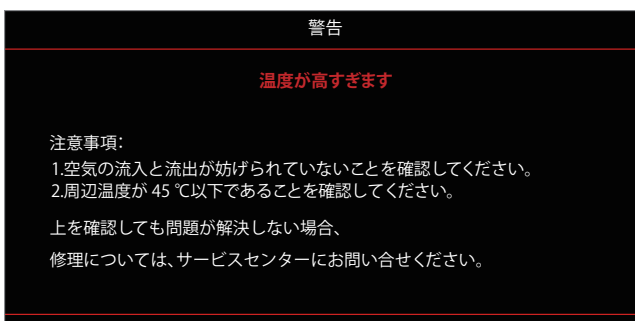 警告
温度が高すぎます
注意事項：
1.空気の流入と流出が妨げられていないことを確認してください。
2.周辺温度が 45 ℃以下であることを確認してください。
上を確認しても問題が解決しない場合、
修理については、サービスセンターにお問い合せください。